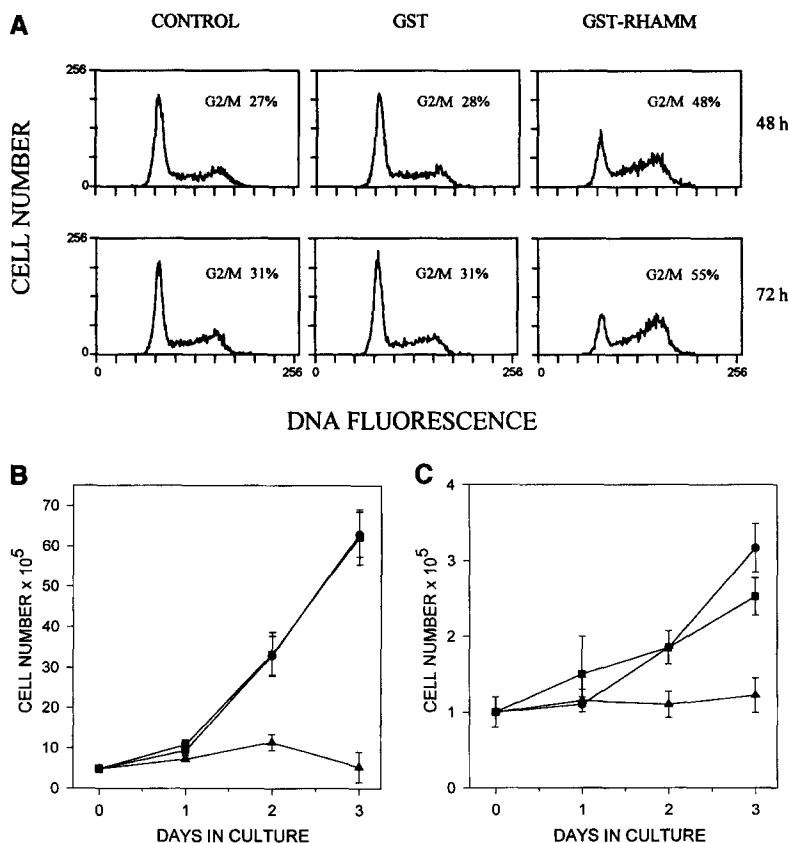 A
CONTROL GST GST-RHAMM
256
G2/M 27% G2/M 28% G2/M 48%
48 h
0
CELL NUMBER
256
G2/M 31% G2/M 31% G2/M 55%
72 h
0
0 256 0 0 256
DNA FLUORESCENCE
B
70
60
50
40
30
20
10
0
CELL NUMBER x 10^5
0 1 2 3
DAYS IN CULTURE
C
4
3
2
1
0
CELL NUMBER x 10^5
0 1 2 3
DAYS IN CULTURE